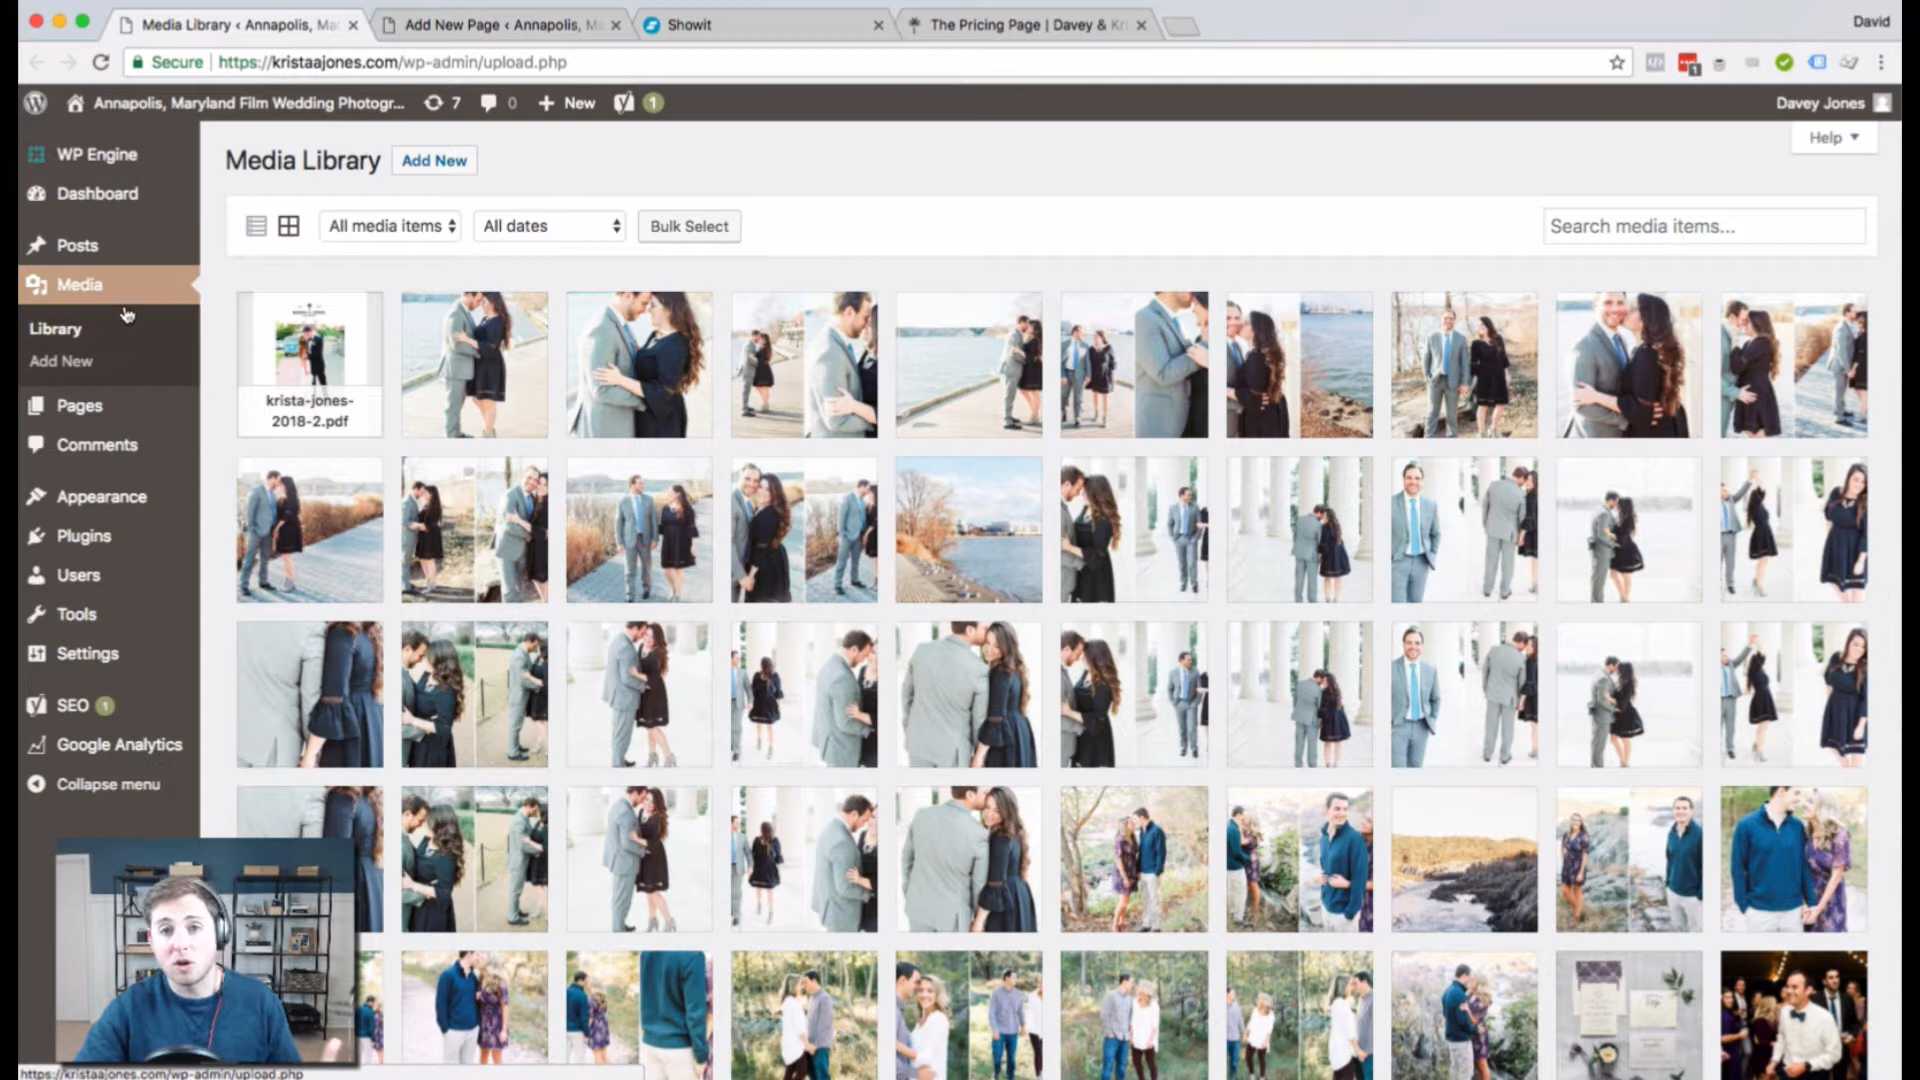 Media Library ‹ Annapolis, Ma
Add New Page ‹ Annapolis, M
Showit
The Pricing Page | Davey & Kri
David
Secure | https://kristaajones.com/wp-admin/upload.php
1
Annapolis, Maryland Film Wedding Photogr...
7
0
+ New
1
Davey Jones
WP Engine
Dashboard
Posts
Media
Library
Add New
Pages
Comments
Appearance
Plugins
Users
Tools
Settings
SEO 1
Google Analytics
Collapse menu
Help
Media Library
Add New
All media items
All dates
Bulk Select
Search media items...
krista-jones-
2018-2.pdf
https://kristaajones.com/wp-admin/upload.php